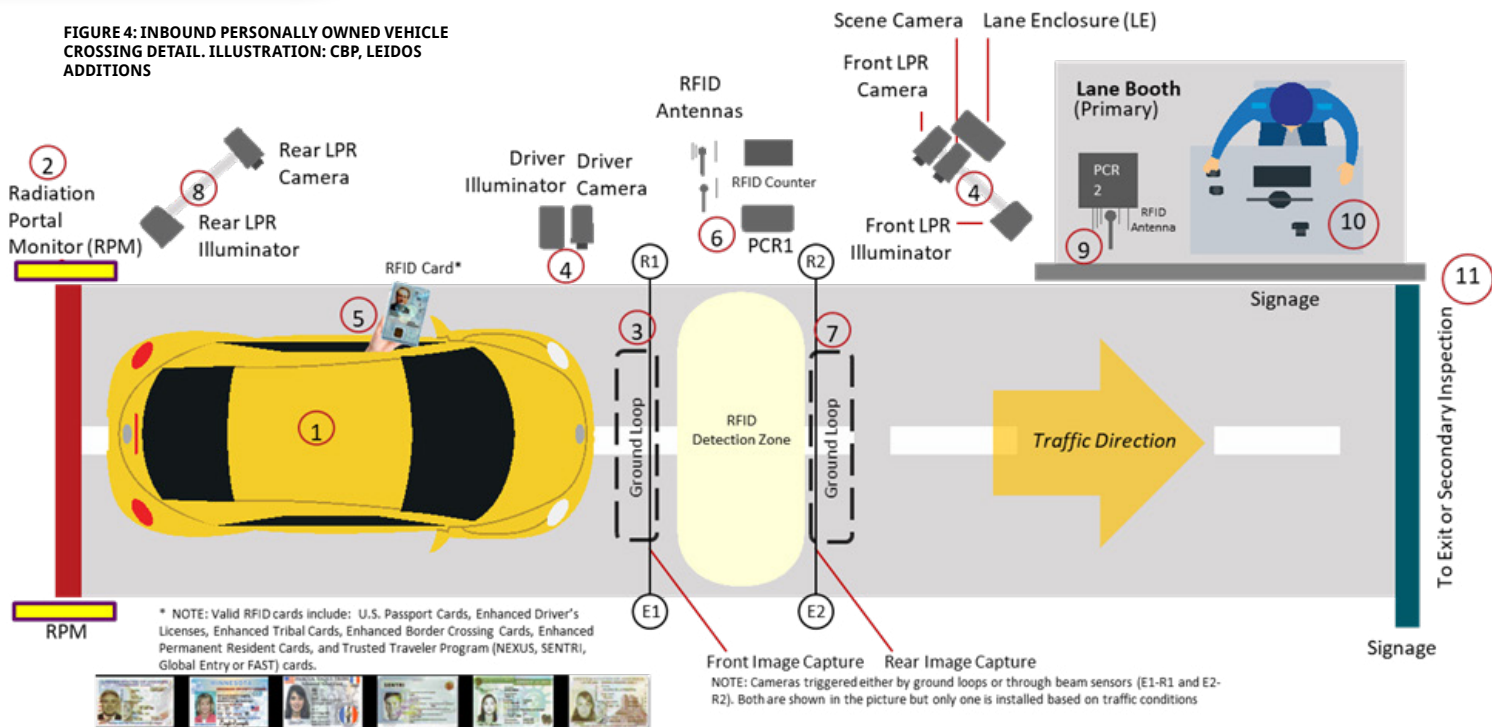 FIGURE 4: INBOUND PERSONALLY OWNED VEHICLE
CROSSING DETAIL. ILLUSTRATION: CBP, LEIDOS
ADDITIONS
Scene Camera
Lane Enclosure (LE)
Front LPR
Camera
RFID
Antennas
Lane Booth
(Primary)
2
Radiation
Portal
Monitor (RPM)
8
Rear LPR
Camera
Rear LPR
Illuminator
Driver
Illuminator
Driver
Camera
4
RFID Counter
6
PCR1
4
Front LPR
Illuminator
PCR
2
RFID
Antenna
9
10
11
RFID Card*
5
R1
R2
Signage
3
7
1
Ground Loop
RFID
Detection Zone
Ground Loop
Traffic Direction
To Exit or Secondary Inspection
E1
E2
RPM
* NOTE: Valid RFID cards include: U.S. Passport Cards, Enhanced Driver's
Licenses, Enhanced Tribal Cards, Enhanced Border Crossing Cards, Enhanced
Permanent Resident Cards, and Trusted Traveler Program (NEXUS, SENTRI,
Global Entry or FAST) cards.
Front Image Capture
Rear Image Capture
NOTE: Cameras triggered either by ground loops or through beam sensors (E1-R1 and E2-
R2). Both are shown in the picture but only one is installed based on traffic conditions
Signage
MINNESOTA
SENTRI